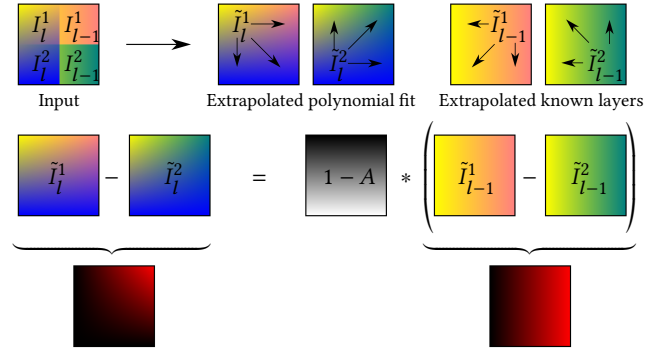 I_l^1 I_{l-1}^1 Ĩ_l^1 Ĩ_{l-1}^1
I_l^2 I_{l-1}^2 Ĩ_l^2 Ĩ_{l-1}^2
Input Extrapolated polynomial fit Extrapolated known layers
Ĩ_l^1 − Ĩ_l^2 = 1 − A * ( Ĩ_{l-1}^1 − Ĩ_{l-1}^2 )